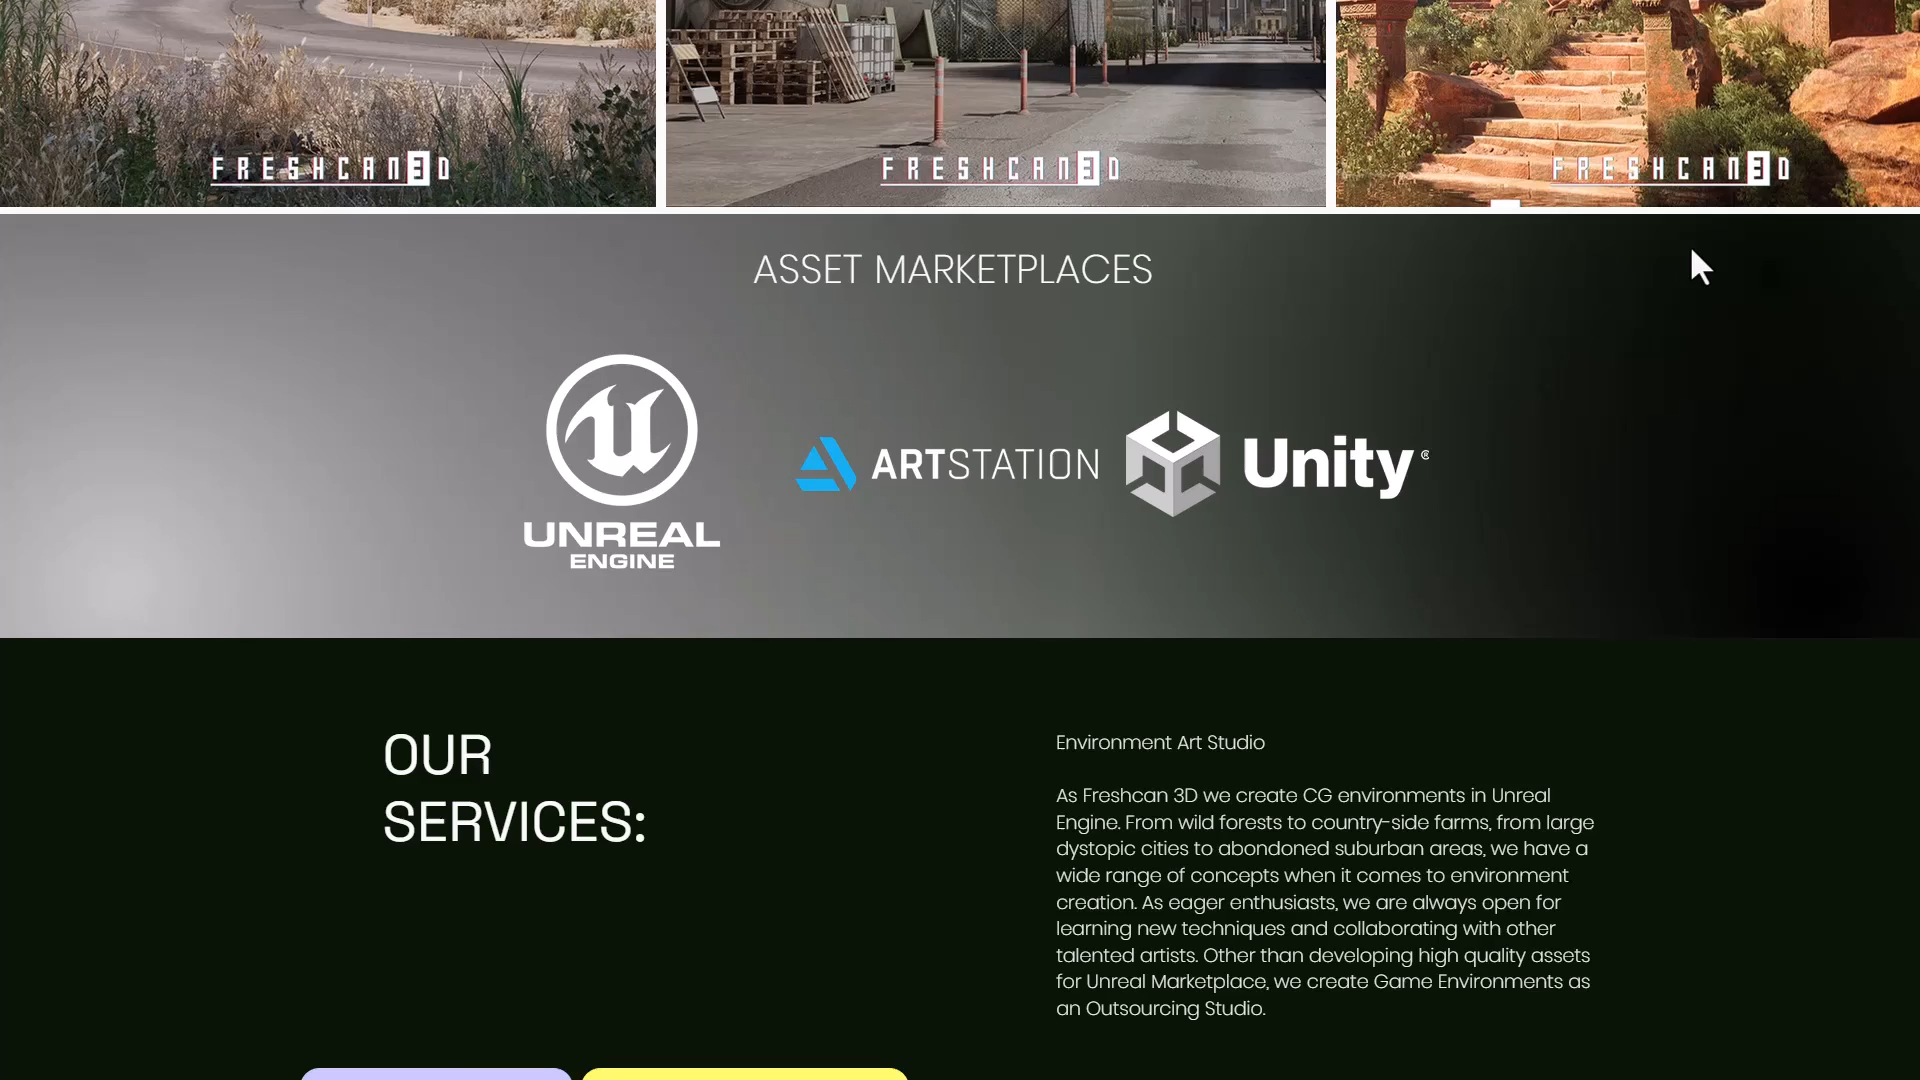 FRESHCAN3D
FRESHCAN3D
FRESHCAN3D
ASSET MARKETPLACES
UNREAL
ENGINE
ARTSTATION
Unity®
OUR
SERVICES:
Environment Art Studio
As Freshcan 3D we create CG environments in Unreal
Engine. From wild forests to country-side farms, from large
dystopic cities to abondoned suburban areas, we have a
wide range of concepts when it comes to environment
creation. As eager enthusiasts, we are always open for
learning new techniques and collaborating with other
talented artists. Other than developing high quality assets
for Unreal Marketplace, we create Game Environments as
an Outsourcing Studio.